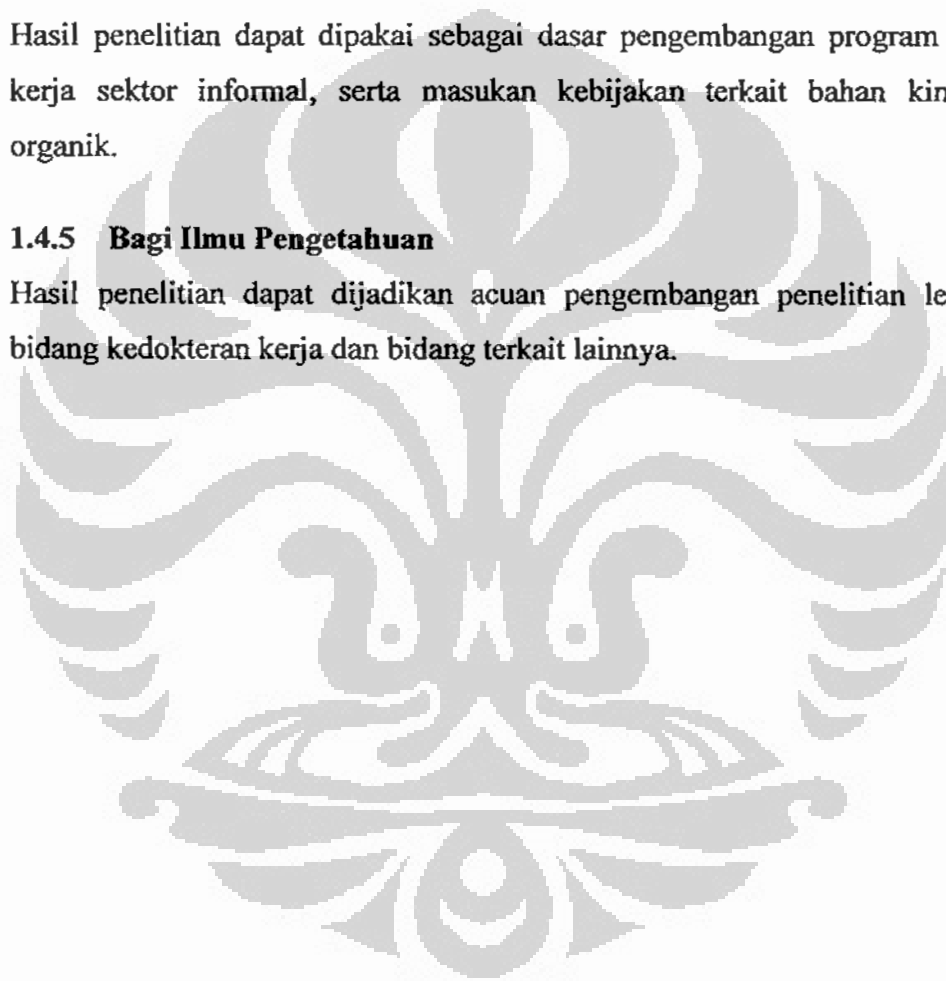 Hasil penelitian dapat dipakai sebagai dasar pengembangan program
kerja sektor informal, serta masukan kebijakan terkait bahan
organik.
1.4.5 Bagi Ilmu Pengetahuan
Hasil penelitian dapat dijadikan acuan pengembangan penelitian
bidang kedokteran kerja dan bidang terkait lainnya.